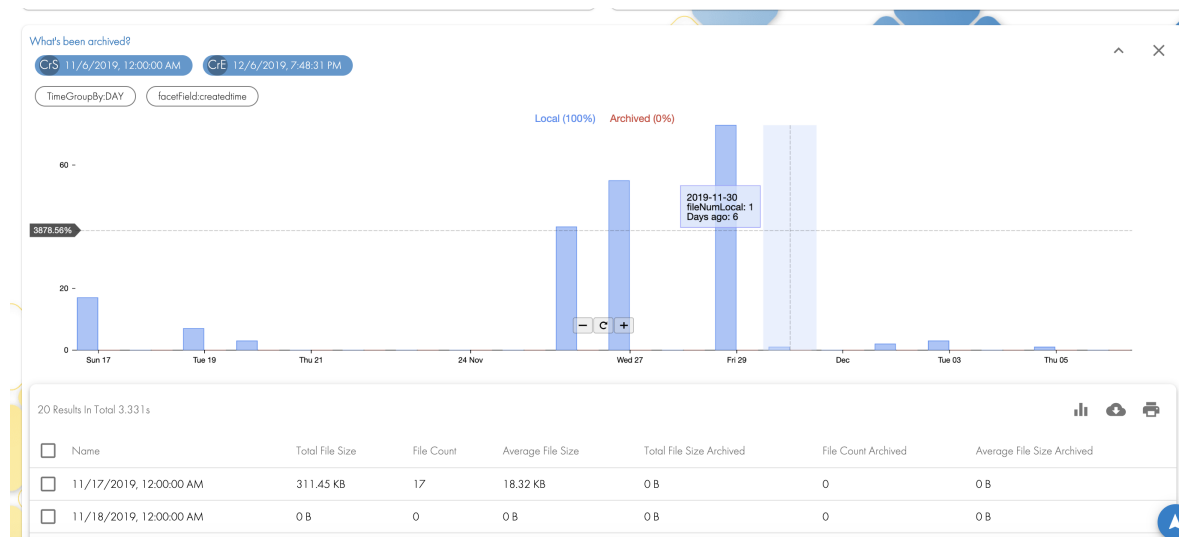 What's been archived?
CrS 11/6/2019, 12:00:00 AM CrE 12/6/2019, 7:48:31 PM
TimeGroupBy:DAY facetField:createdtime
Local (100%) Archived (0%)
60
2019-11-30
fileNumLocal: 1
Days ago: 6
3878.56%
20
0
Sun 17 Tue 19 Thu 21 24 Nov Wed 27 Fri 29 Dec Tue 03 Thu 05
20 Results In Total 3.331s
Name Total File Size File Count Average File Size Total File Size Archived File Count Archived Average File Size Archived
11/17/2019, 12:00:00 AM 311.45 KB 17 18.32 KB 0 B 0 0 B
11/18/2019, 12:00:00 AM 0 B 0 0 B 0 B 0 0 B